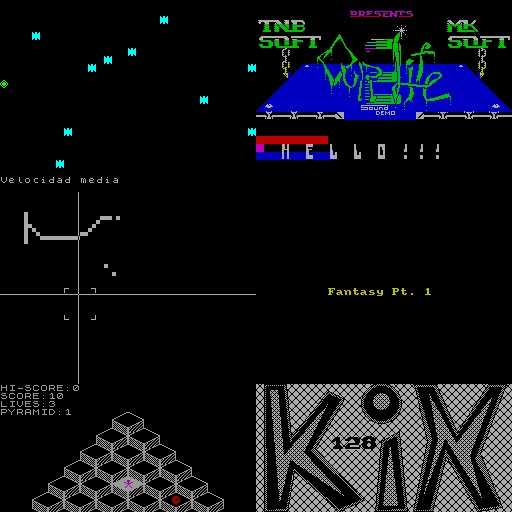 PRESENTS
TNB
SOFT
MK
SOFT
Sound
DEMO
HELLO!!!
Velocidad media
Fantasy Pt. 1
HI-SCORE:0
SCORE:10
LIVES:3
PYRAMID:1
KiX
128